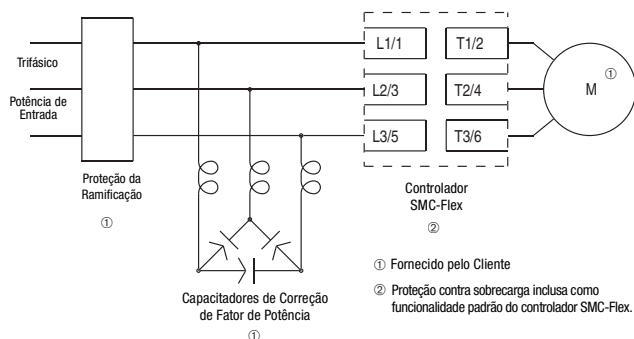 Trifásico
Potência de
Entrada
Proteção da
Ramificação
①
L1/1
T1/2
L2/3
T2/4
L3/5
T3/6
M
①
Controlador
SMC-Flex
②
Capacitadores de Correção
de Fator de Potência
①
① Fornecido pelo Cliente
② Proteção contra sobrecarga inclusa como
funcionalidade padrão do controlador SMC-Flex.